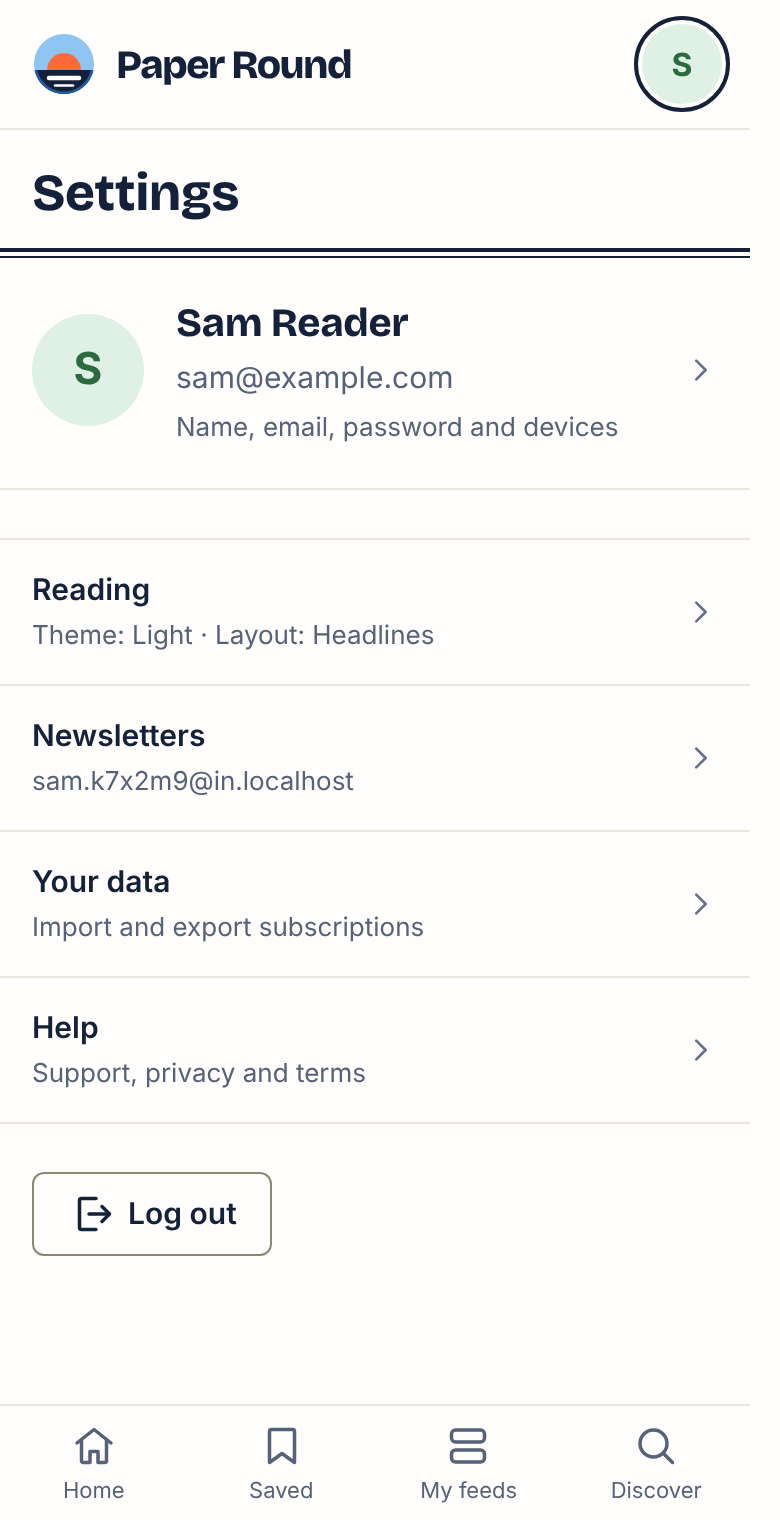 Paper Round
S
Settings
S
Sam Reader
sam@example.com
Name, email, password and devices
Reading
Theme: Light · Layout: Headlines
Newsletters
sam.k7x2m9@in.localhost
Your data
Import and export subscriptions
Help
Support, privacy and terms
Log out
Home
Saved
My feeds
Discover